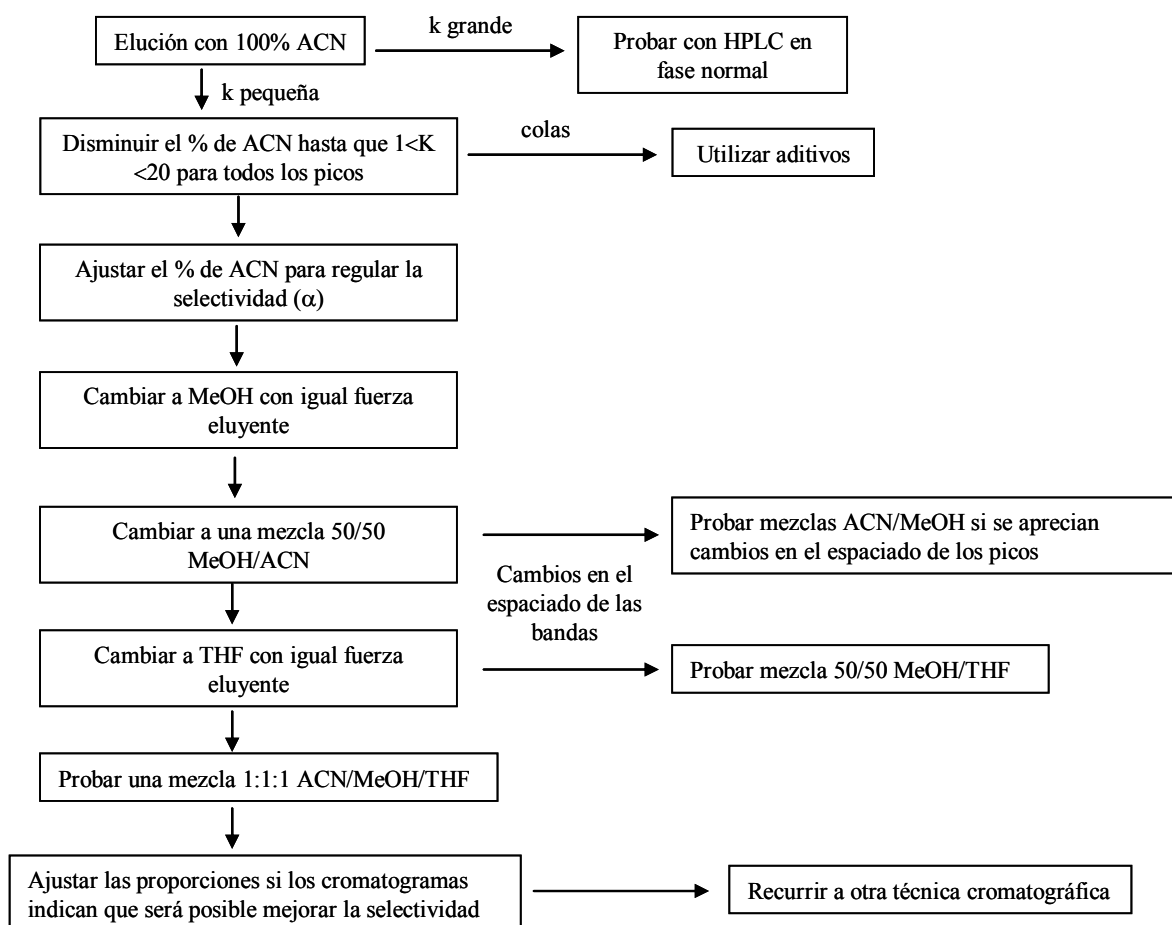 Elución con 100% ACN
k grande
Probar con HPLC en
fase normal
k pequeña
Disminuir el % de ACN hasta que 1<K
<20 para todos los picos
colas
Utilizar aditivos
Ajustar el % de ACN para regular la
selectividad (α)
Cambiar a MeOH con igual fuerza
eluyente
Cambiar a una mezcla 50/50
MeOH/ACN
Probar mezclas ACN/MeOH si se aprecian
cambios en el espaciado de los picos
Cambios en el
espaciado de las
bandas
Cambiar a THF con igual fuerza
eluyente
Probar mezcla 50/50 MeOH/THF
Probar una mezcla 1:1:1 ACN/MeOH/THF
Ajustar las proporciones si los cromatogramas
indican que será posible mejorar la selectividad
Recurrir a otra técnica cromatográfica